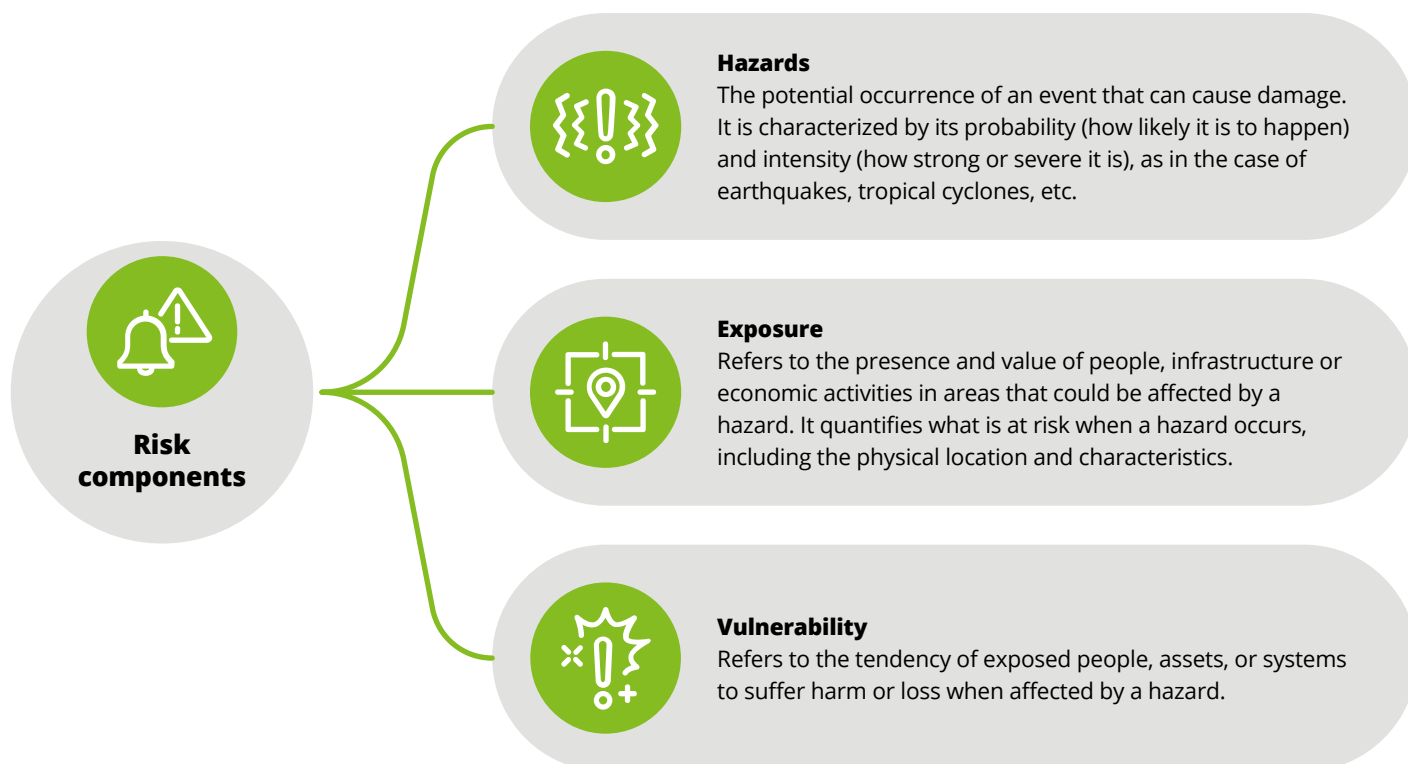 Risk
components
Hazards
The potential occurrence of an event that can cause damage.
It is characterized by its probability (how likely it is to happen)
and intensity (how strong or severe it is), as in the case of
earthquakes, tropical cyclones, etc.
Exposure
Refers to the presence and value of people, infrastructure or
economic activities in areas that could be affected by a
hazard. It quantifies what is at risk when a hazard occurs,
including the physical location and characteristics.
Vulnerability
Refers to the tendency of exposed people, assets, or systems
to suffer harm or loss when affected by a hazard.